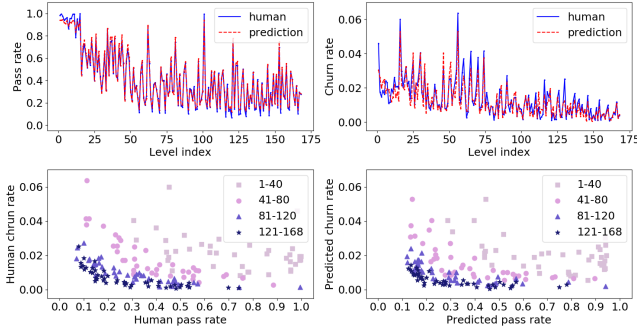 1.0
0.8
0.6
0.4
0.2
0.0
Pass rate
0 25 50 75 100 125 150 175
Level index
human
prediction
0.06
0.04
0.02
0.00
Churn rate
0 25 50 75 100 125 150 175
Level index
human
prediction
0.06
0.04
0.02
0.00
Human chrun rate
0.0 0.1 0.2 0.3 0.4 0.5 0.6 0.7 0.8 0.9 1.0
Human pass rate
1-40
41-80
81-120
121-168
0.06
0.04
0.02
0.00
Predicted churn rate
0.0 0.1 0.2 0.3 0.4 0.5 0.6 0.7 0.8 0.9 1.0
Predicted pass rate
1-40
41-80
81-120
121-168